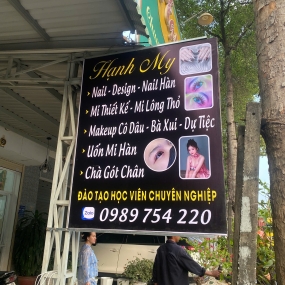 Hạnh My
Nail - Design - Nail Hàn
Mi Thiết Kế - Mi Lông Thỏ
Makeup Cô Dâu - Bà Xui - Dự Tiệc
Uốn Mi Hàn
Chà Gót Chân
ĐÀO TẠO HỌC VIÊN CHUYÊN NGHIỆP
Zalo 0989 754 220